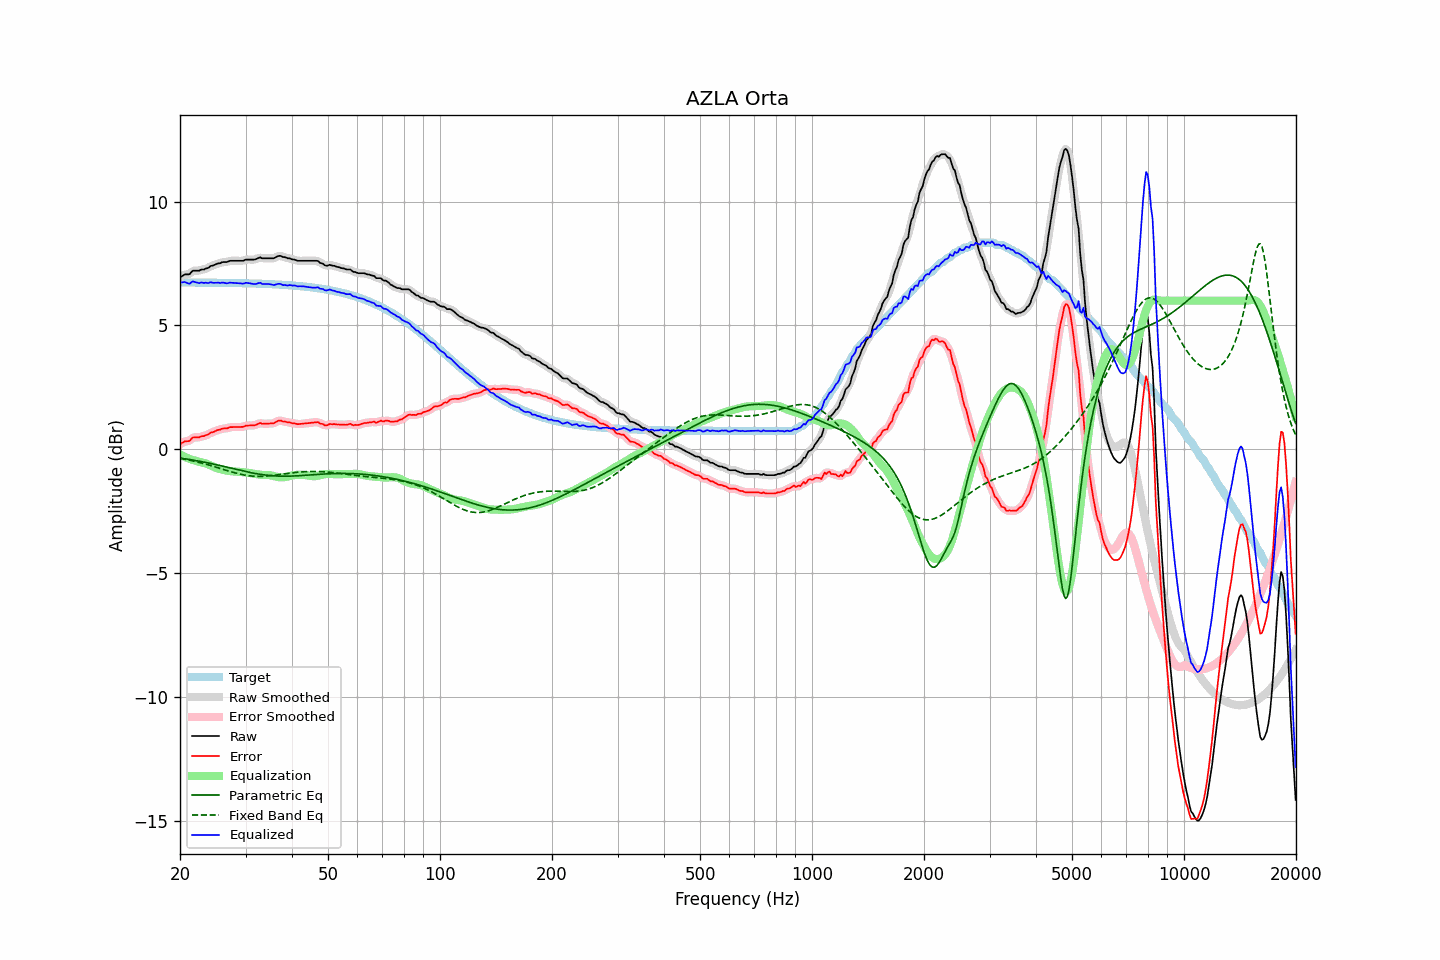 AZLA Orta
Amplitude (dBr)
10
5
0
−5
−10
−15
Target
Raw Smoothed
Error Smoothed
Raw
Error
Equalization
Parametric Eq
Fixed Band Eq
Equalized
20 50 100 200 500 1000 2000 5000 10000 20000
Frequency (Hz)